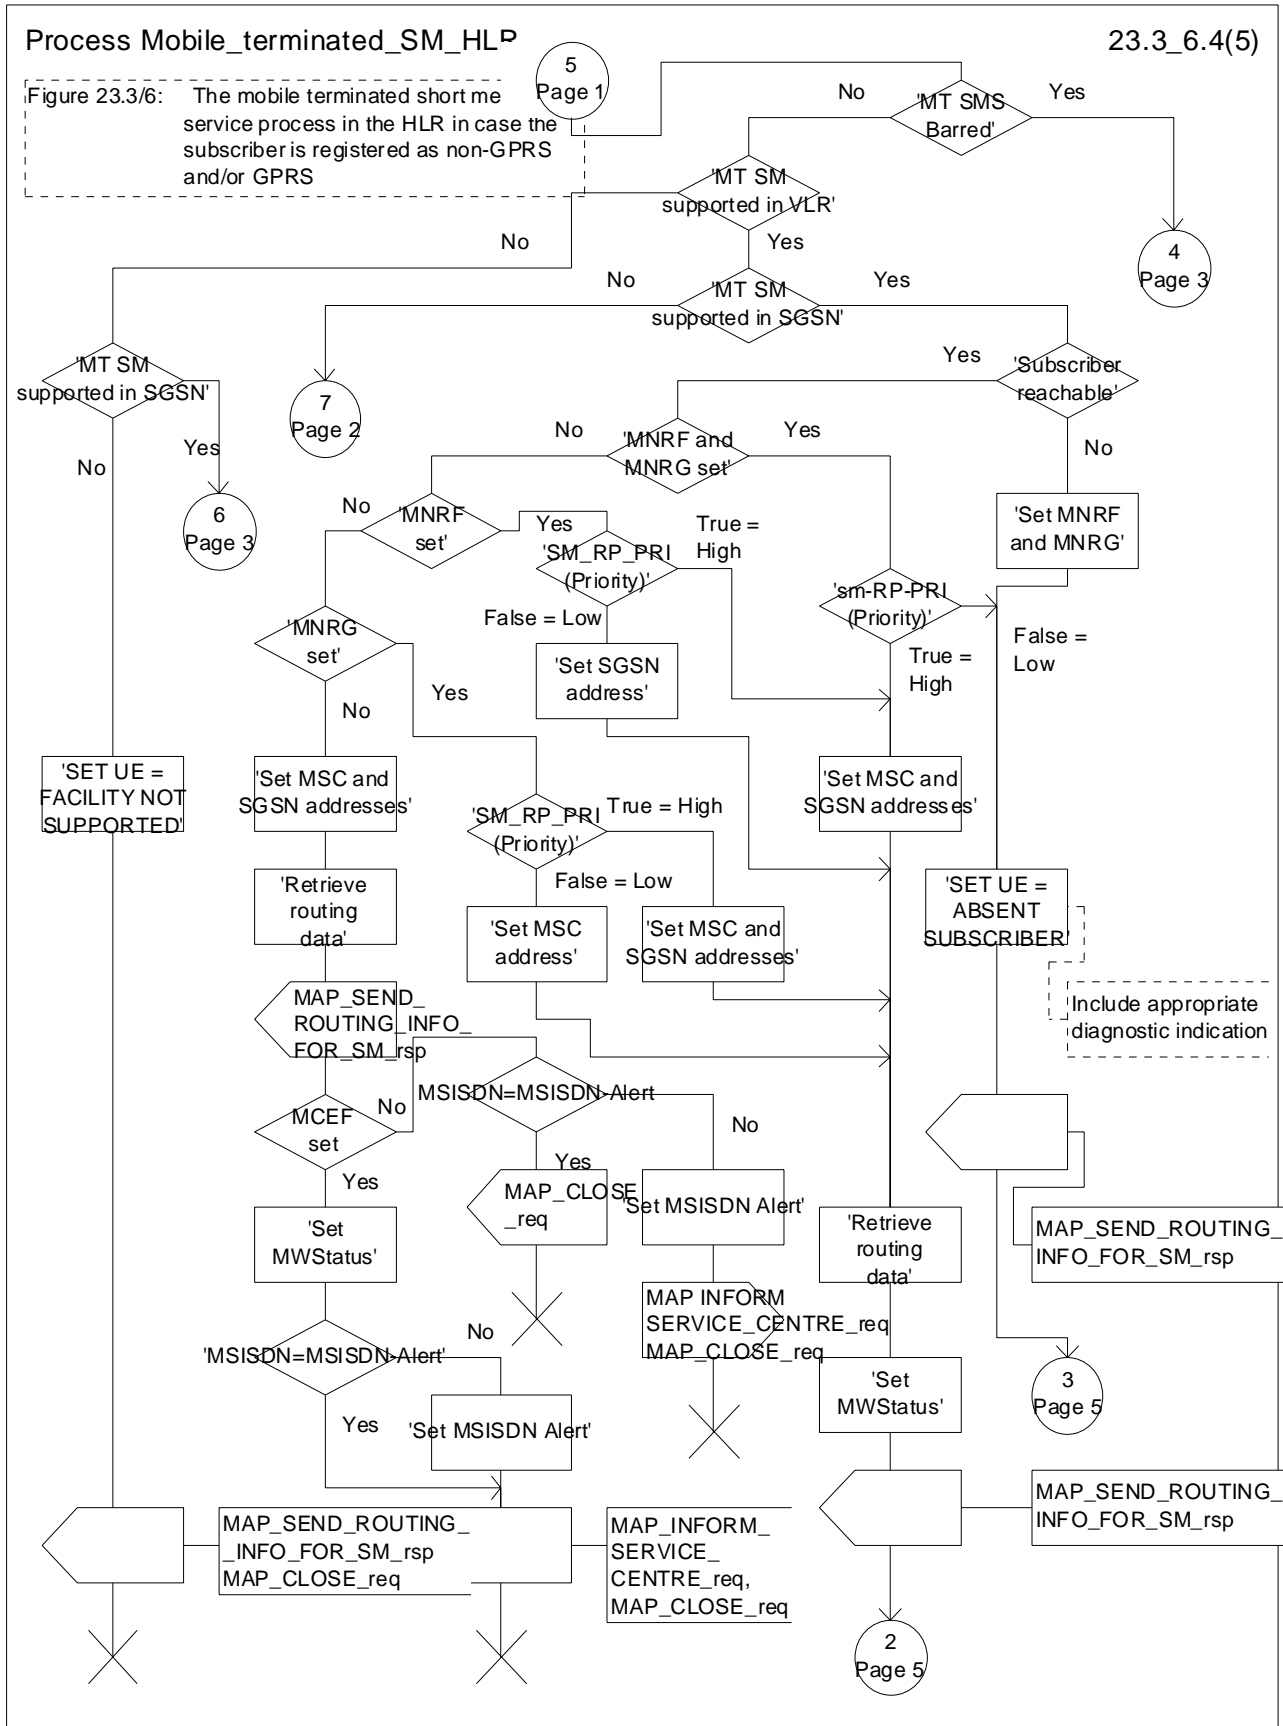 Process Mobile_terminated_SM_HLR
23.3_6.4(5)
5
Page 1
Figure 23.3/6: The mobile terminated short me
service process in the HLR in case the
subscriber is registered as non-GPRS
and/or GPRS
No
'MT SMS
Barred'
Yes
'MT SM
supported in VLR'
No
Yes
4
Page 3
No
'MT SM
supported in SGSN'
Yes
'MT SM
supported in SGSN'
7
Page 2
Yes
'Subscriber
reachable'
No
Yes
No
'MNRF and
MNRG set'
Yes
No
6
Page 3
No
'MNRF
set'
Yes
'SM_RP_PRI
(Priority)'
True =
High
'Set MNRF
and MNRG'
'sm-RP-PRI
(Priority)'
False = Low
False =
Low
'MNRG
set'
Yes
'Set SGSN
address'
True =
High
No
'SET UE =
FACILITY NOT
SUPPORTED'
'Set MSC and
SGSN addresses'
'SM_RP_PRI
(Priority)'
True = High
'Set MSC and
SGSN addresses'
False = Low
'Retrieve
routing
data'
'Set MSC
address'
'Set MSC and
SGSN addresses'
'SET UE =
ABSENT
SUBSCRIBER'
Include appropriate
diagnostic indication
MAP_SEND_
ROUTING_INFO_
FOR_SM_rsp
MCEF
set
No
MSISDN=MSISDN-Alert
No
Yes
Yes
MAP_CLOSE
_req
'Set MSISDN Alert'
'Set
MWStatus'
'Retrieve
routing
data'
MAP_SEND_ROUTING_
INFO_FOR_SM_rsp
MAP INFORM
SERVICE_CENTRE_req
MAP_CLOSE_req
'MSISDN=MSISDN-Alert'
No
Yes
'Set MSISDN Alert'
'Set
MWStatus'
3
Page 5
MAP_SEND_ROUTING_
_INFO_FOR_SM_rsp
MAP_CLOSE_req
MAP_INFORM_
SERVICE_
CENTRE_req,
MAP_CLOSE_req
MAP_SEND_ROUTING_
INFO_FOR_SM_rsp
2
Page 5